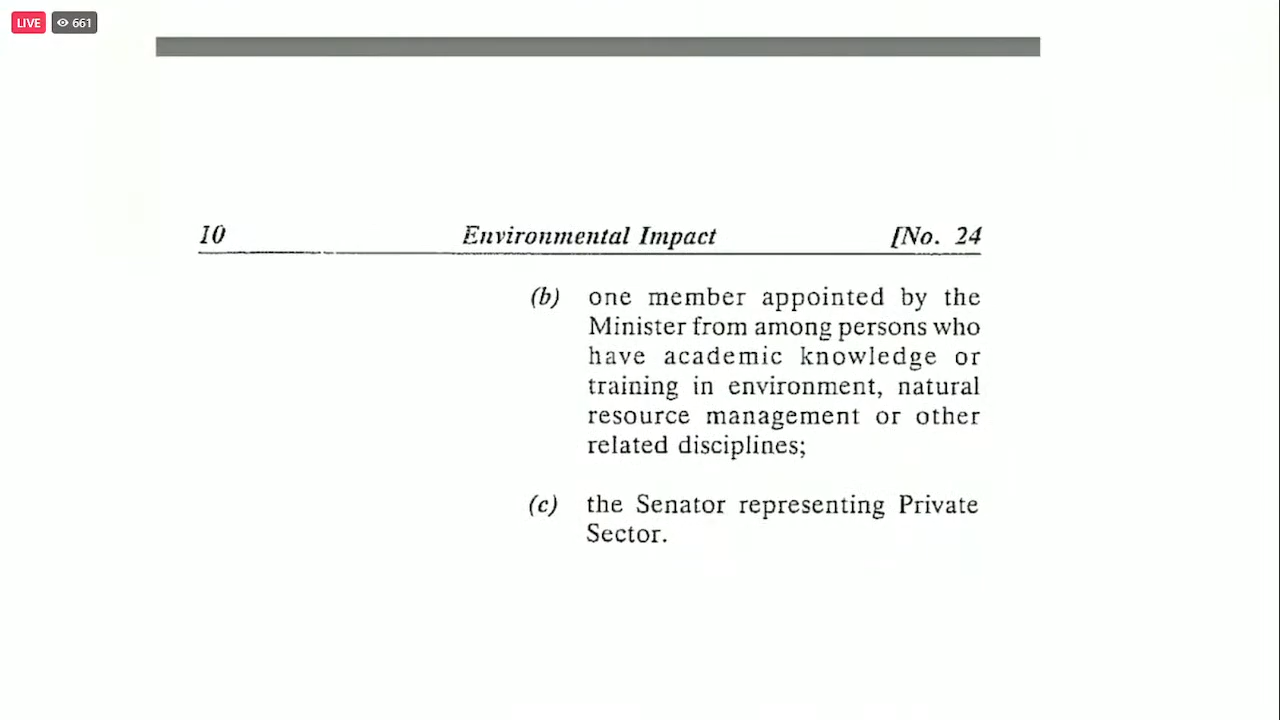 LIVE 661
10 Environmental Impact [No. 24
(b) one member appointed by the
Minister from among persons who
have academic knowledge or
training in environment, natural
resource management or other
related disciplines;
(c) the Senator representing Private
Sector.